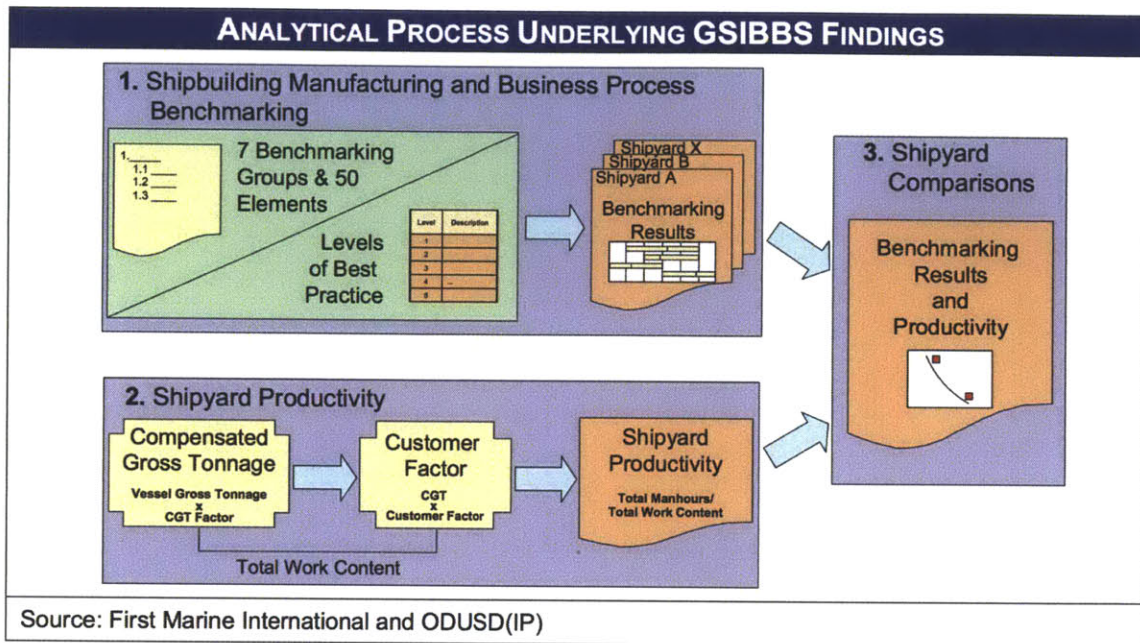 ANALYTICAL PROCESS UNDERLYING GSIBBS FINDINGS
1. Shipbuilding Manufacturing and Business Process
Benchmarking
1.____
1.1 ___
1.2 ___
1.3 ___
7 Benchmarking
Groups & 50
Elements
Levels
of Best
Practice
Level Description
1
2
3
4 ...
5
Shipyard X
Shipyard B
Shipyard A
Benchmarking
Results
2. Shipyard Productivity
Compensated
Gross Tonnage
Vessel Gross Tonnage
x
CGT Factor
Customer
Factor
CGT
x
Customer Factor
Total Work Content
Shipyard
Productivity
Total Manhours/
Total Work Content
3. Shipyard
Comparisons
Benchmarking
Results
and
Productivity
Source: First Marine International and ODUSD(IP)